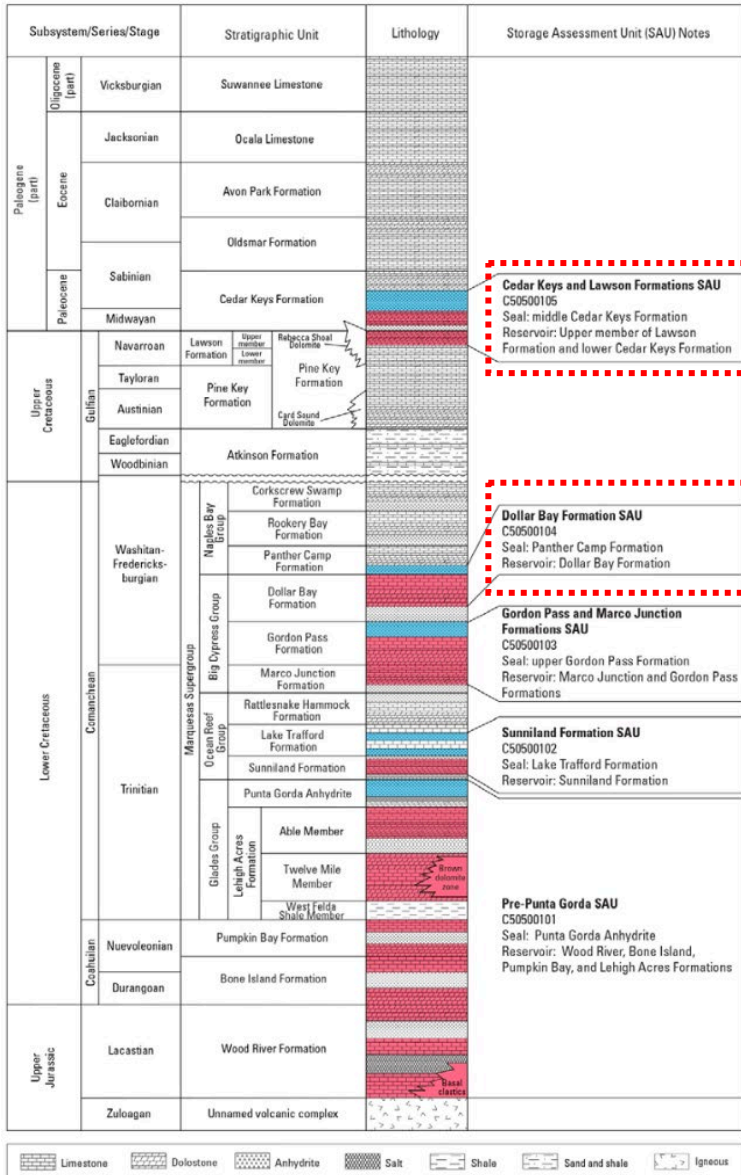 Subsystem/Series/Stage
Stratigraphic Unit
Lithology
Storage Assessment Unit (SAU) Notes
Paleogene
(part)
Oligocene
(part)
Vicksburgian
Suwannee Limestone
Eocene
Jacksonian
Ocala Limestone
Claibornian
Avon Park Formation
Oldsmar Formation
Paleocene
Sabinian
Cedar Keys Formation
Midwayan
Cedar Keys and Lawson Formations SAU
C50500105
Seal: middle Cedar Keys Formation
Reservoir: Upper member of Lawson
Formation and lower Cedar Keys Formation
Upper
Cretaceous
Gulfian
Navarroan
Lawson
Formation
Upper
member
Lower
member
Rebecca Shoal
Dolomite
Tayloran
Pine Key
Formation
Pine Key
Formation
Austinian
Card Sound
Dolomite
Eaglefordian
Atkinson Formation
Woodbinian
Lower Cretaceous
Comanchean
Washitan-
Fredericks-
burgian
Marquesas Supergroup
Naples Bay
Group
Corkscrew Swamp
Formation
Rookery Bay
Formation
Panther Camp
Formation
Dollar Bay Formation SAU
C50500104
Seal: Panther Camp Formation
Reservoir: Dollar Bay Formation
Big Cypress Group
Dollar Bay
Formation
Gordon Pass
Formation
Marco Junction
Formation
Gordon Pass and Marco Junction
Formations SAU
C50500103
Seal: upper Gordon Pass Formation
Reservoir: Marco Junction and Gordon Pass
Formations
Trinitian
Ocean Reef
Group
Rattlesnake Hammock
Formation
Lake Trafford
Formation
Sunniland Formation
Sunniland Formation SAU
C50500102
Seal: Lake Trafford Formation
Reservoir: Sunniland Formation
Glades Group
Punta Gorda Anhydrite
Lehigh Acres
Formation
Able Member
Twelve Mile
Member
Brown
dolomite
zone
West Felda
Shale Member
Pre-Punta Gorda SAU
C50500101
Seal: Punta Gorda Anhydrite
Reservoir: Wood River, Bone Island,
Pumpkin Bay, and Lehigh Acres Formations
Coahuilan
Nuevoleonian
Pumpkin Bay Formation
Durangoan
Bone Island Formation
Upper
Jurassic
Lacastian
Wood River Formation
Basal
clastics
Zuloagan
Unnamed volcanic complex
Limestone
Dolostone
Anhydrite
Salt
Shale
Sand and shale
Igneous